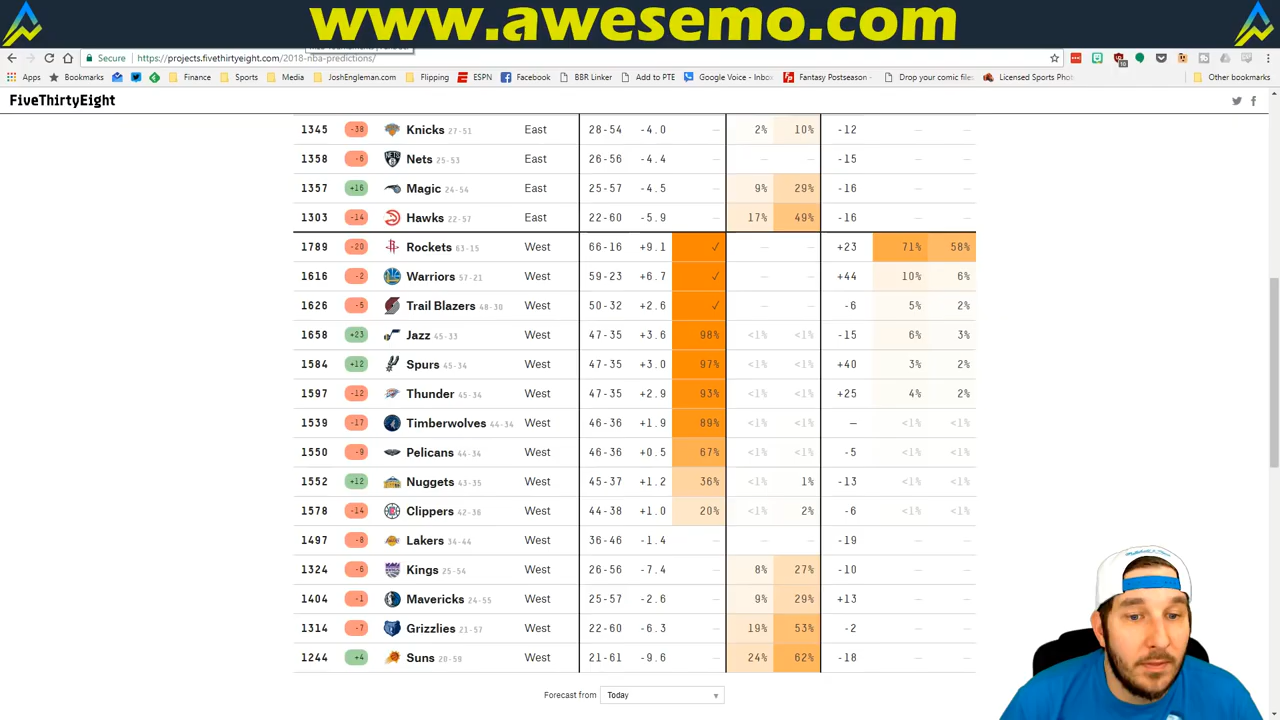 www.awesemo.com
Secure https://projects.fivethirtyeight.com/2018-nba-predictions/
Apps Bookmarks Finance Sports Media JoshEngleman.com Flipping ESPN Facebook BBR Linker Add to PTE Google Voice - Inbo Fantasy Postseason - Drop your comic files Licensed Sports Pho Other bookmarks
FiveThirtyEight
1345 -38 Knicks 27-51 East 28-54 -4.0 — 2% 10% -12 — —
1358 -6 Nets 25-53 East 26-56 -4.4 — — — -15 — —
1357 +16 Magic 24-54 East 25-57 -4.5 — 9% 29% -16 — —
1303 -14 Hawks 22-57 East 22-60 -5.9 — 17% 49% -16 — —
1789 -20 Rockets 63-15 West 66-16 +9.1 ✓ — — +23 71% 58%
1616 -2 Warriors 57-21 West 59-23 +6.7 ✓ — — +44 10% 6%
1626 -5 Trail Blazers 48-30 West 50-32 +2.6 ✓ — — -6 5% 2%
1658 +23 Jazz 45-33 West 47-35 +3.6 98% <1% <1% -15 6% 3%
1584 +12 Spurs 45-34 West 47-35 +3.0 97% <1% <1% +40 3% 2%
1597 -12 Thunder 45-34 West 47-35 +2.9 93% <1% <1% +25 4% 2%
1539 -17 Timberwolves 44-34 West 46-36 +1.9 89% <1% <1% — <1% <1%
1550 -9 Pelicans 44-34 West 46-36 +0.5 67% <1% <1% -5 <1% <1%
1552 +12 Nuggets 43-35 West 45-37 +1.2 36% <1% 1% -13 <1% <1%
1578 -14 Clippers 42-36 West 44-38 +1.0 20% <1% 2% -6 <1% <1%
1497 -8 Lakers 34-44 West 36-46 -1.4 — — — -19 — —
1324 -6 Kings 25-54 West 26-56 -7.4 — 8% 27% -10 — —
1404 -1 Mavericks 24-55 West 25-57 -2.6 — 9% 29% +13 — —
1314 -7 Grizzlies 21-57 West 22-60 -6.3 — 19% 53% -2 — —
1244 +4 Suns 20-59 West 21-61 -9.6 — 24% 62% -18 — —
Forecast from Today